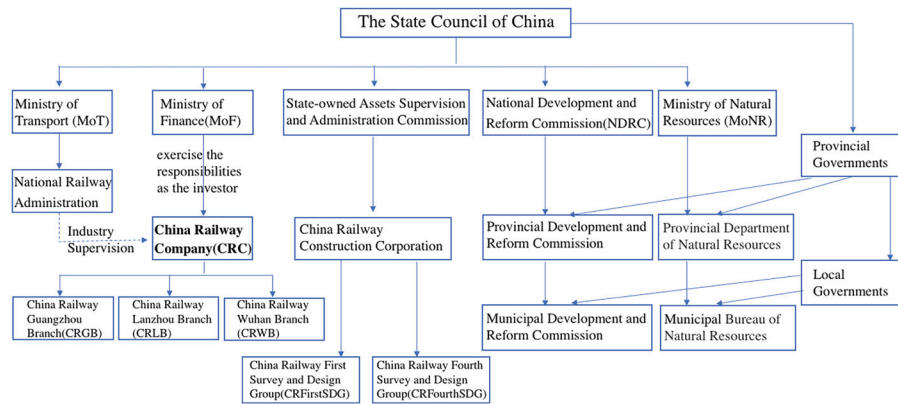 The State Council of China
Ministry of
Transport (MoT)
Ministry of
Finance(MoF)
State-owned Assets Supervision
and Administration Commission
National Development and
Reform Commission(NDRC)
Ministry of Natural
Resources (MoNR)
Provincial
Governments
exercise the
responsibilities
as the investor
National Railway
Administration
Industry
Supervision
China Railway
Company(CRC)
China Railway
Construction Corporation
Provincial Development and
Reform Commission
Provincial Department
of Natural Resources
Local
Governments
China Railway
Guangzhou
Branch(CRGB)
China Railway
Lanzhou Branch
(CRLB)
China Railway
Wuhan Branch
(CRWB)
Municipal Development and
Reform Commission
Municipal Bureau of
Natural Resources
China Railway First
Survey and Design
Group(CRFirstSDG)
China Railway Fourth
Survey and Design
Group(CRFourthSDG)